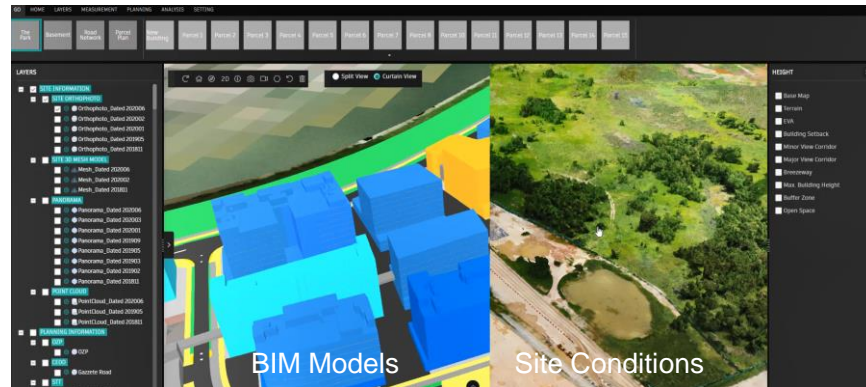 GO HOME LAYERS MEASUREMENT PLANNING ANALYSIS SETTING
The Park
Basement
Road Network
Parcel Plan
New Building
Parcel 1
Parcel 2
Parcel 3
Parcel 4
Parcel 5
Parcel 6
Parcel 7
Parcel 8
Parcel 9
Parcel 10
Parcel 11
Parcel 12
Parcel 13
Parcel 14
Parcel 15
LAYERS
SITE INFORMATION
SITE ORTHOPHOTO
Orthophoto_Dated 202006
Orthophoto_Dated 202002
Orthophoto_Dated 202001
Orthophoto_Dated 201905
Orthophoto_Dated 201811
SITE 3D MESH MODEL
Mesh_Dated 202006
Mesh_Dated 202002
Mesh_Dated 201811
PANORAMA
Panorama_Dated 202006
Panorama_Dated 202003
Panorama_Dated 202001
Panorama_Dated 201909
Panorama_Dated 201905
Panorama_Dated 201903
Panorama_Dated 201902
Panorama_Dated 201811
POINT CLOUD
PointCloud_Dated 202006
PointCloud_Dated 201905
PointCloud_Dated 201811
PLANNING INFORMATION
OZP
OZP
Gazzete Road
2D
Split View
Curtain View
BIM Models
Site Conditions
HEIGHT
Base Map
Terrain
EVA
Building Setback
Minor View Corridor
Major View Corridor
Breezeway
Max. Building Height
Buffer Zone
Open Space